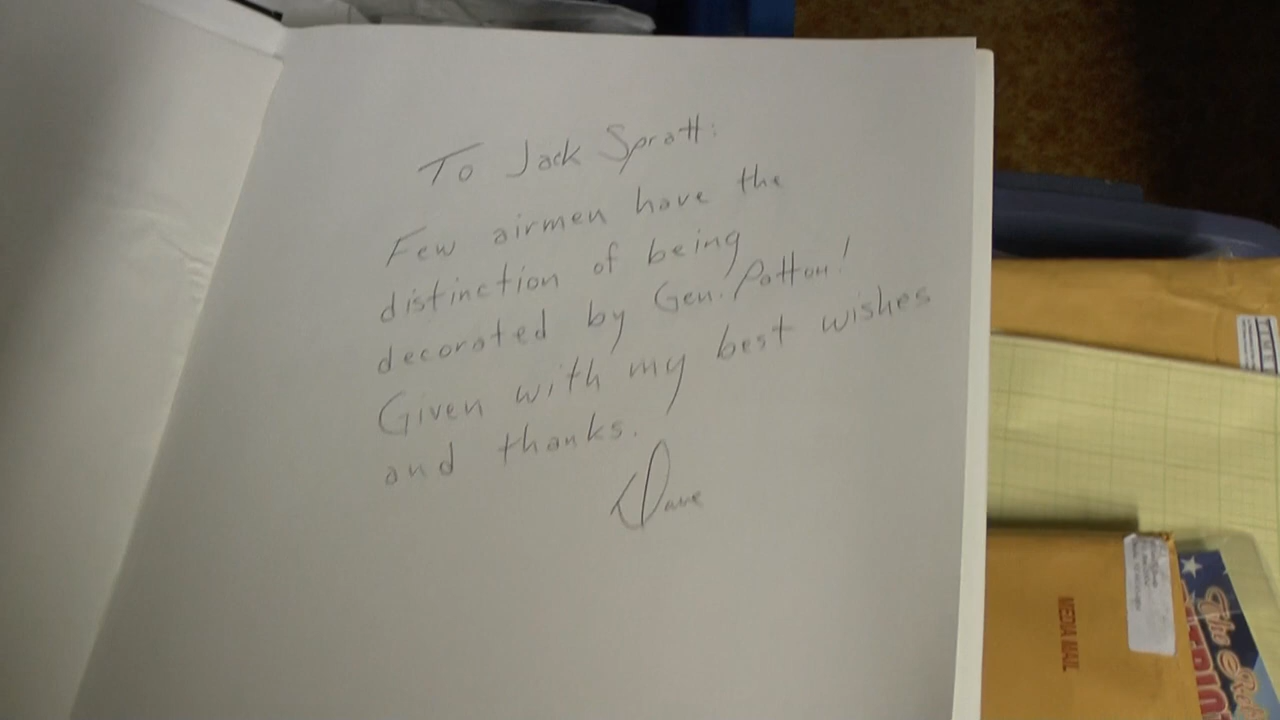 To Jack Spratt:
Few airmen have the
distinction of being
decorated by Gen. Patton!
Given with my best wishes
and thanks.
Dave
MEDIA MAIL